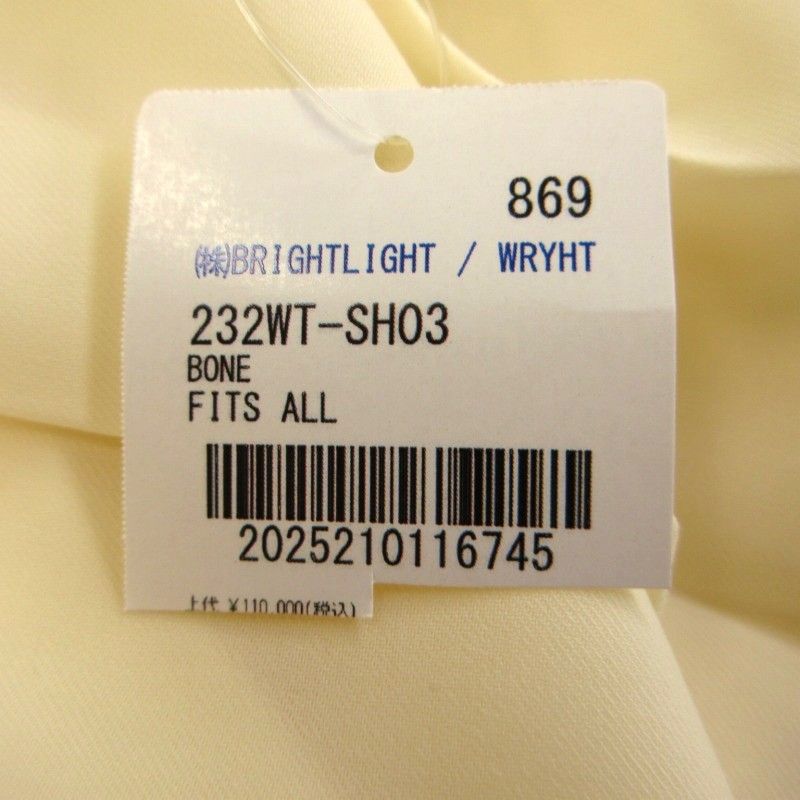 869
㈱BRIGHTLIGHT / WRYHT
232WT-SH03
BONE
FITS ALL
2025210116745
上代 ¥110,000(税込)